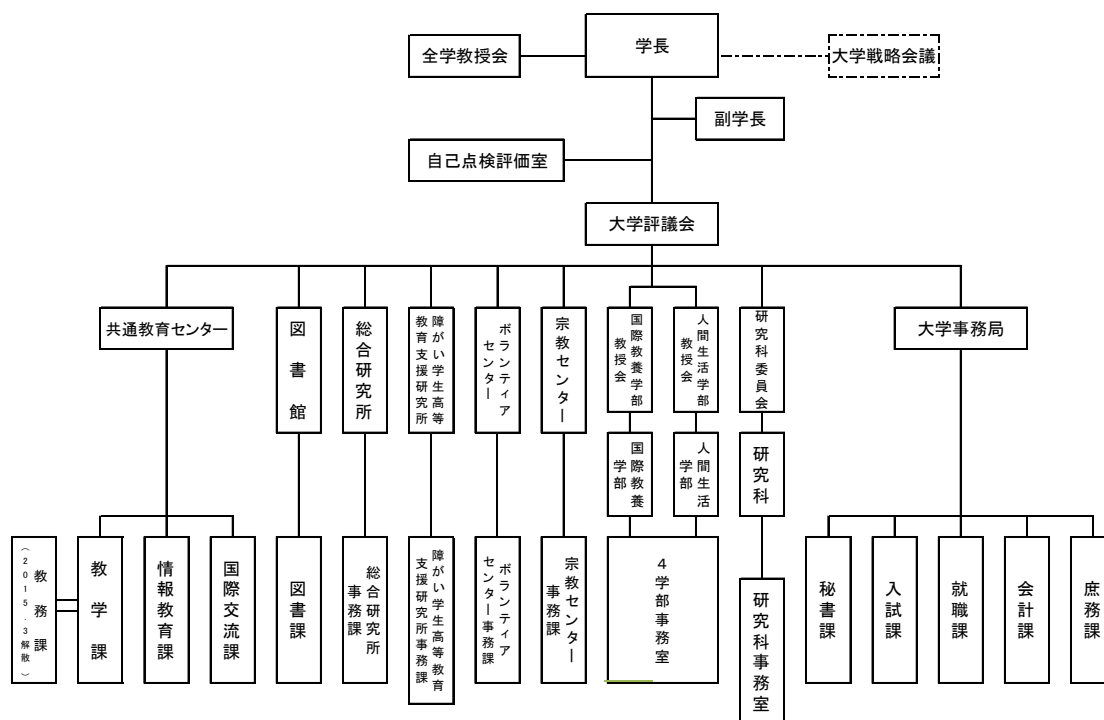 学長
全学教授会
大学戦略会議
副学長
自己点検評価室
大学評議会
共通教育センター
図書館
総合研究所
障がい学生高等
教育支援研究所
ボランティア
センター
宗教センター
国際教養学部
教授会
人間生活学部
教授会
研究科委員会
大学事務局
国際教養
学部
人間生活
学部
研究科
教務課
（2015.3解散）
教学課
情報教育課
国際交流課
図書課
総合研究所
事務課
障がい学生高等教育
支援研究所事務課
ボランティア
センター事務課
宗教センター
事務課
4学部事務室
研究科事務室
秘書課
入試課
就職課
会計課
庶務課